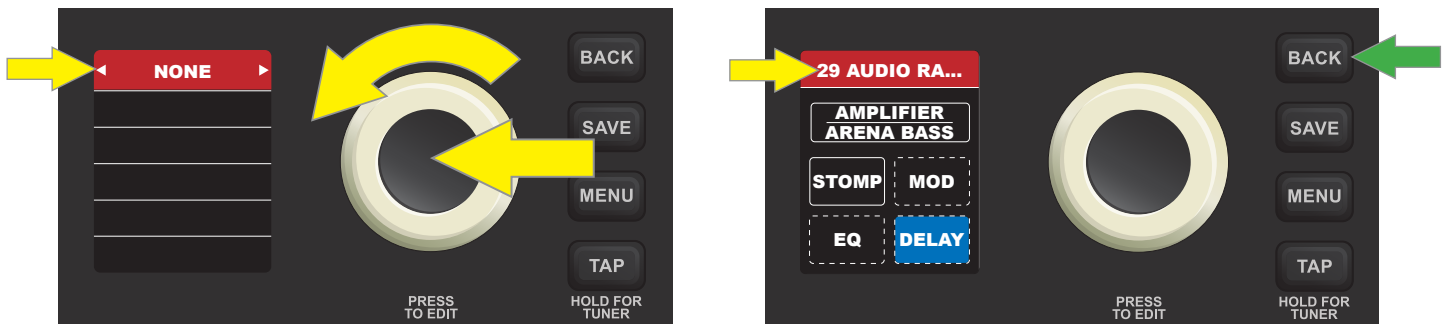 NONE
BACK
SAVE
MENU
TAP
PRESS
TO EDIT
HOLD FOR
TUNER
29 AUDIO RA...
AMPLIFIER
ARENA BASS
STOMP MOD
EQ DELAY
BACK
SAVE
MENU
TAP
PRESS
TO EDIT
HOLD FOR
TUNER